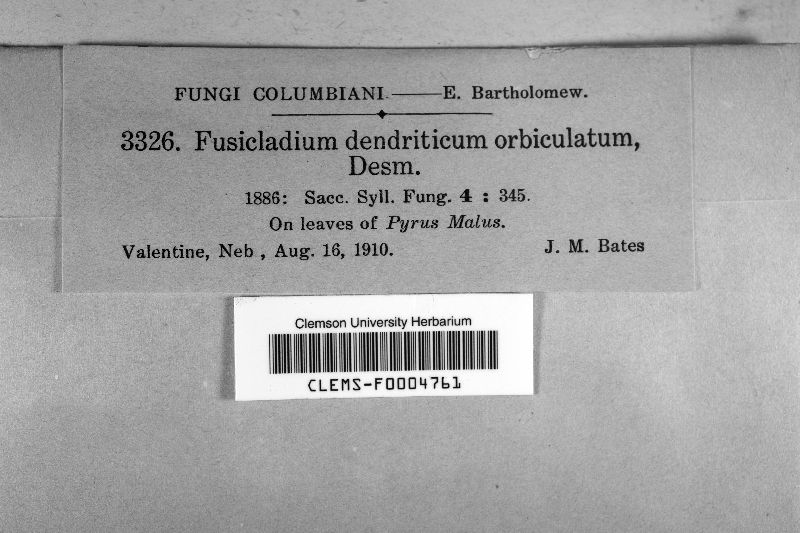 FUNGI COLUMBIANI.——E. Bartholomew.
3326. Fusicladium dendriticum orbiculatum,
Desm.
1886: Sacc. Syll. Fung. 4 : 345.
On leaves of Pyrus Malus.
Valentine, Neb , Aug. 16, 1910. J. M. Bates
Clemson University Herbarium
CLEMS-F0004761